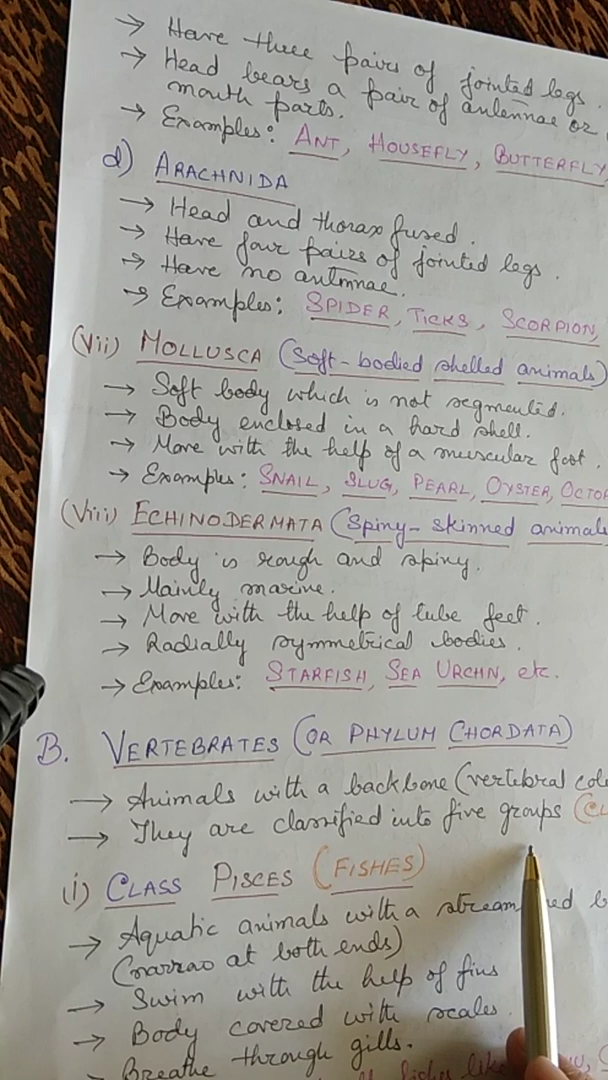 → Have three pairs of jointed legs.
→ Head bears a pair of antennae or
mouth parts.
→ Examples: ANT, HOUSEFLY, BUTTERFLY,
d) ARACHNIDA
→ Head and thorax fused.
→ Have four pairs of jointed legs.
→ Have no antennae.
→ Examples: SPIDER, TICKS, SCORPION,
(vii) MOLLUSCA (Soft-bodied shelled animals)
→ Soft body which is not segmented.
→ Body enclosed in a hard shell.
→ Move with the help of a muscular foot.
→ Examples: SNAIL, SLUG, PEARL, OYSTER, OCTOP
(viii) ECHINODERMATA (Spiny-skinned animals
→ Body is rough and spiny.
→ Mainly marine.
→ Move with the help of tube feet.
→ Radially symmetrical bodies.
→ Examples: STARFISH, SEA URCHN, etc.
B. VERTEBRATES (OR PHYLUM CHORDATA)
→ Animals with a backbone (vertebral colu
→ They are classified into five groups (CL
(i) CLASS PISCES (FISHES)
→ Aquatic animals with a stream ed b
(narrao at both ends)
→ Swim with the help of fins
→ Body covered with scales
→ Breathe through gills.